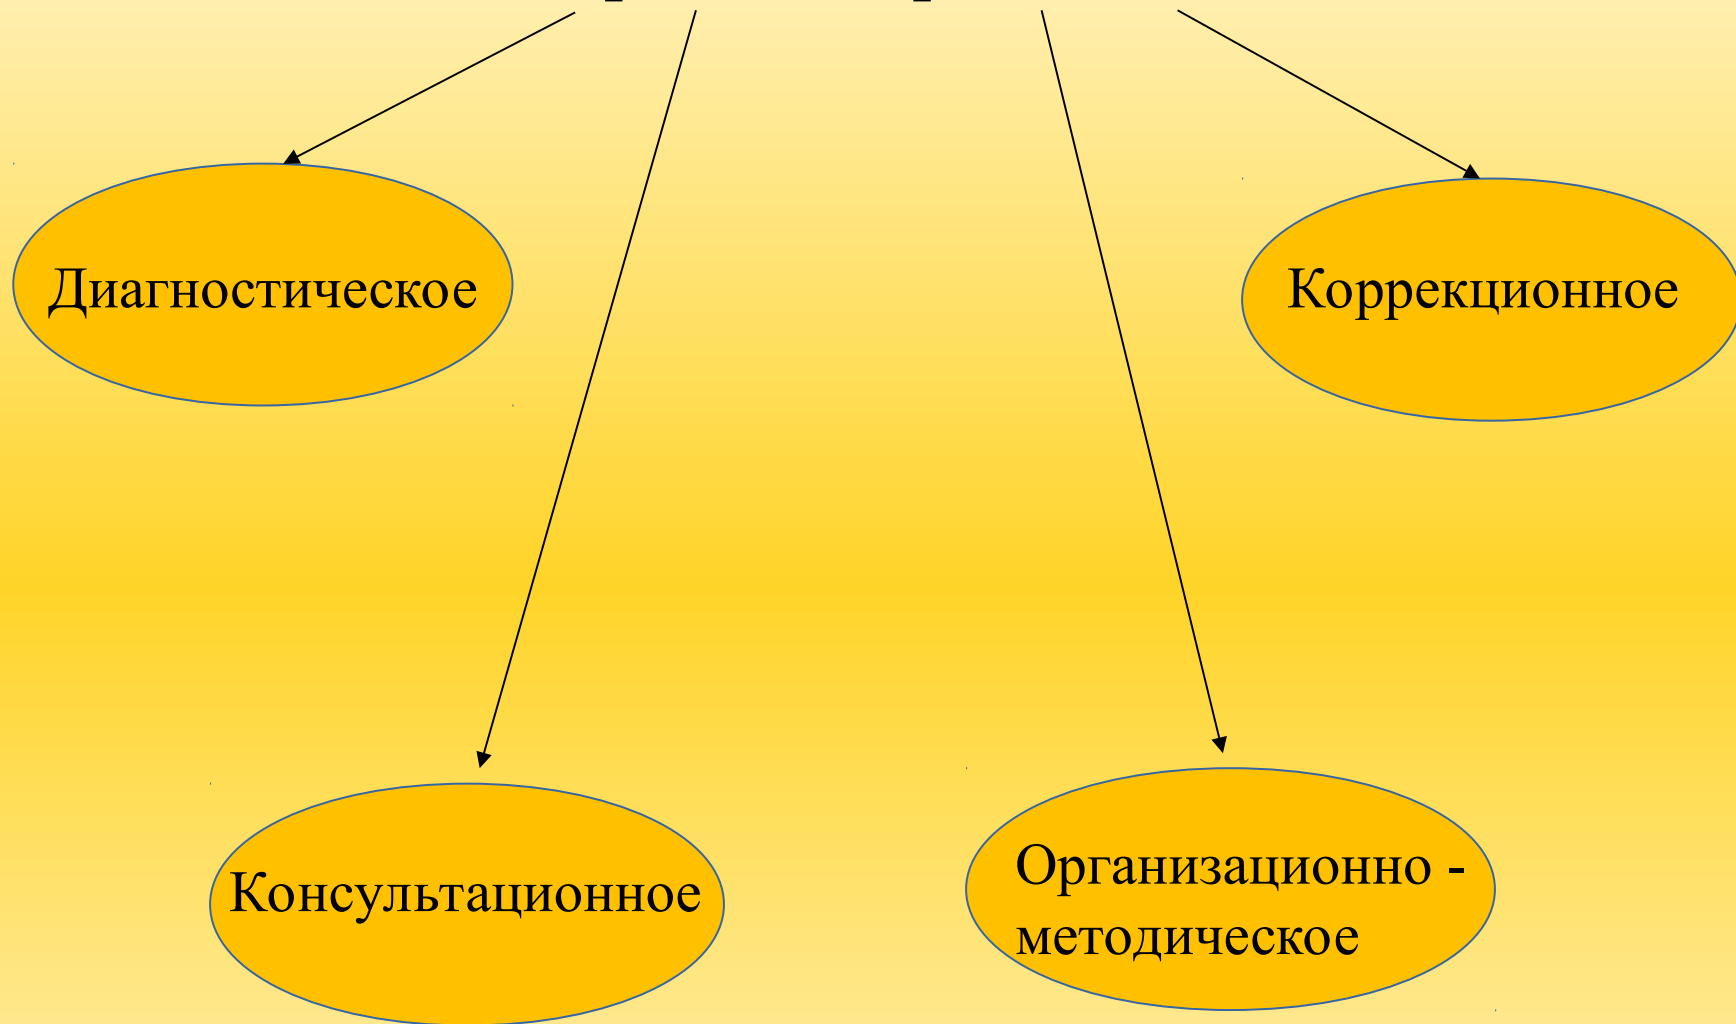 Диагностическое
Коррекционное
Консультационное
Организационно -
методическое